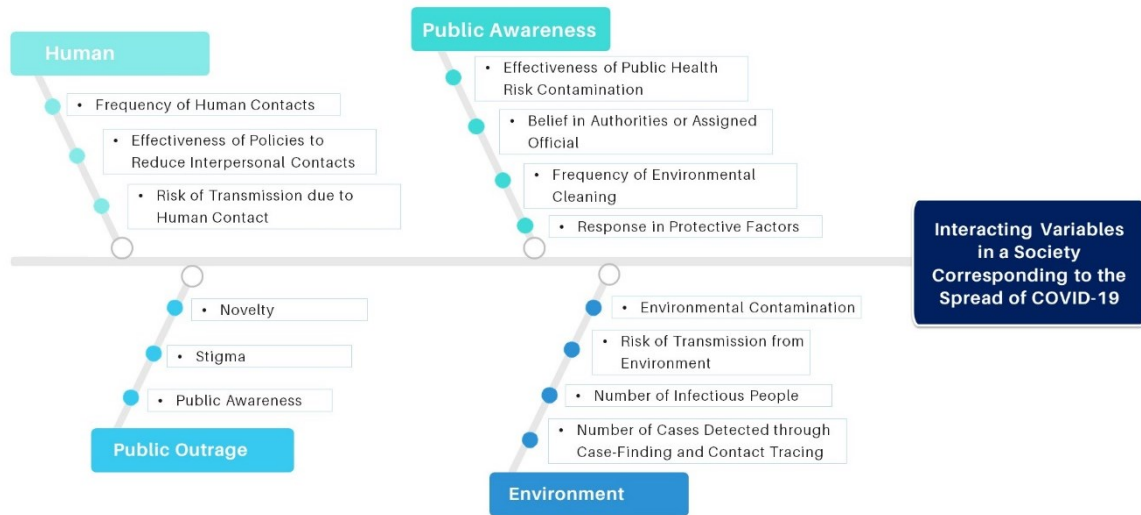 Human
• Frequency of Human Contacts
• Effectiveness of Policies to
Reduce Interpersonal Contacts
• Risk of Transmission due to
Human Contact
Public Awareness
• Effectiveness of Public Health
Risk Contamination
• Belief in Authorities or Assigned
Official
• Frequency of Environmental
Cleaning
• Response in Protective Factors
Interacting Variables
in a Society
Corresponding to the
Spread of COVID-19
• Novelty
• Stigma
• Public Awareness
Public Outrage
• Environmental Contamination
• Risk of Transmission from
Environment
• Number of Infectious People
• Number of Cases Detected through
Case-Finding and Contact Tracing
Environment